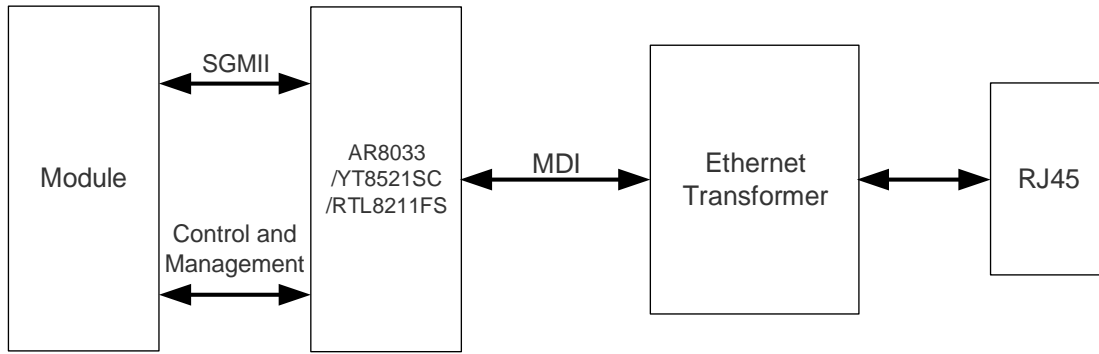 Module
SGMII
Control and
Management
AR8033
/YT8521SC
/RTL8211FS
MDI
Ethernet
Transformer
RJ45